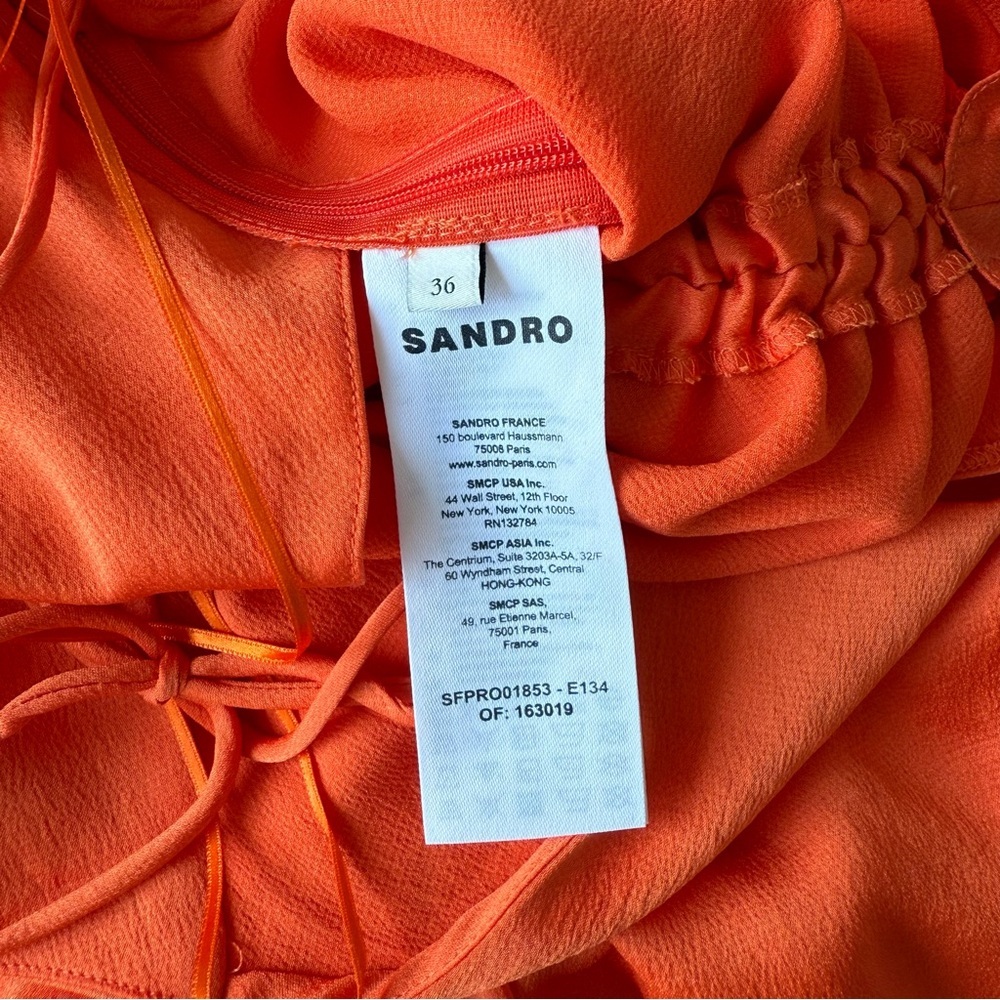 36
SANDRO
SANDRO FRANCE
150 boulevard Haussmann
75008 Paris
www.sandro-paris.com
SMCP USA Inc.
44 Wall Street, 12th Floor
New York, New York 10005
RN132784
SMCP ASIA Inc.
The Centrium, Suite 3203A-5A, 32/F
60 Wyndham Street, Central
HONG-KONG
SMCP SAS,
49, rue Etienne Marcel,
75001 Paris,
France
SFPRO01853 - E134
OF: 163019